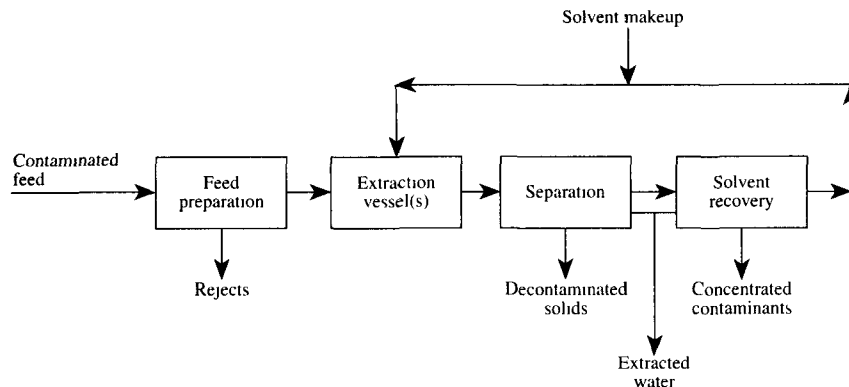 Solvent makeup
Contaminated
feed
Feed
preparation
Extraction
vessel(s)
Separation
Solvent
recovery
Rejects
Decontaminated
solids
Concentrated
contaminants
Extracted
water